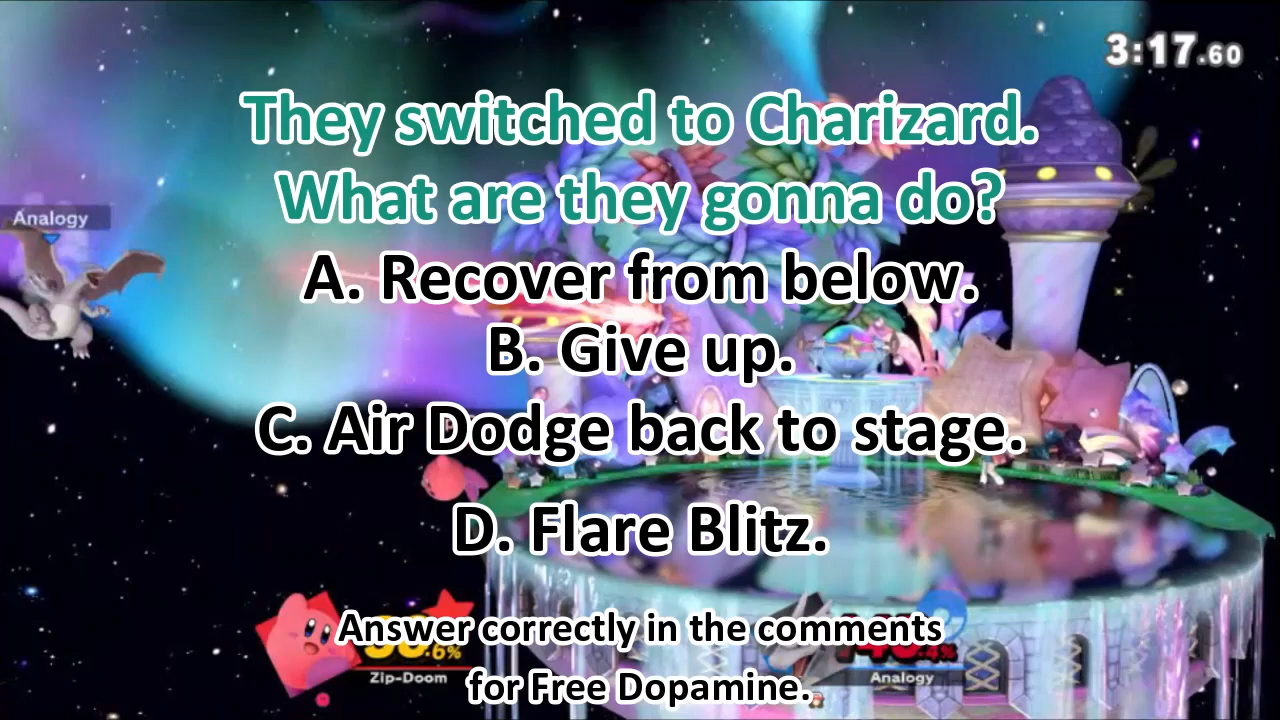 3:17.60
They switched to Charizard.
What are they gonna do?
Analogy
A. Recover from below.
B. Give up.
C. Air Dodge back to stage.
D. Flare Blitz.
Answer correctly in the comments
Zip-Doom
Analogy
for Free Dopamine.